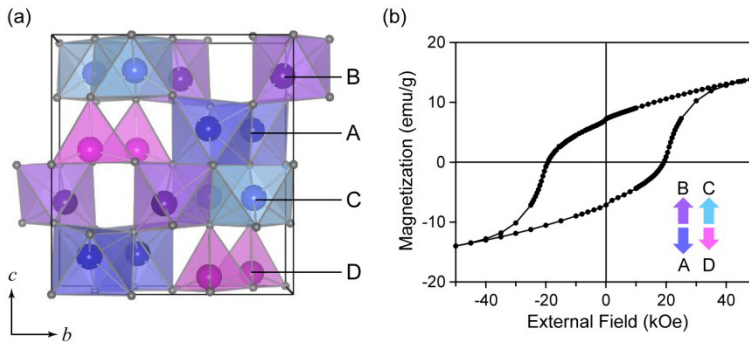 (a)
B
A
C
D
c
b
(b)
Magnetization (emu/g)
20
10
0
-10
-20
-40
-20
0
20
40
External Field (kOe)
B C
A D